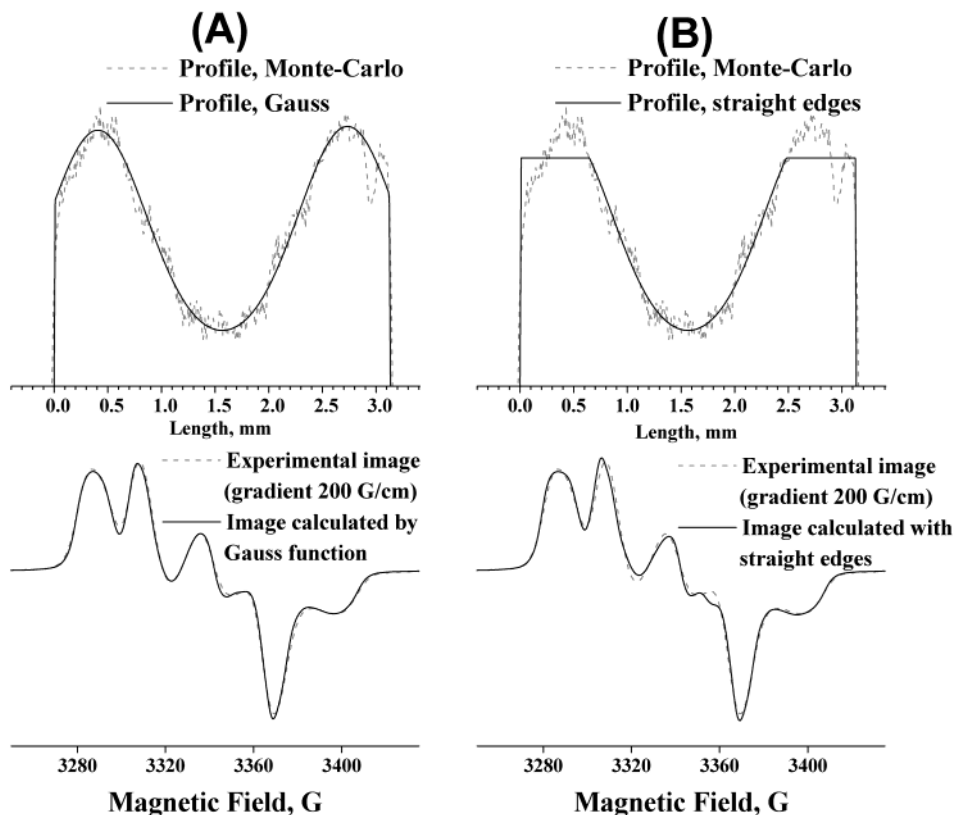 (A)
Profile, Monte-Carlo
Profile, Gauss
0.0 0.5 1.0 1.5 2.0 2.5 3.0
Length, mm
Experimental image
(gradient 200 G/cm)
Image calculated by
Gauss function
3280 3320 3360 3400
Magnetic Field, G
(B)
Profile, Monte-Carlo
Profile, straight edges
0.0 0.5 1.0 1.5 2.0 2.5 3.0
Length, mm
Experimental image
(gradient 200 G/cm)
Image calculated with
straight edges
3280 3320 3360 3400
Magnetic Field, G